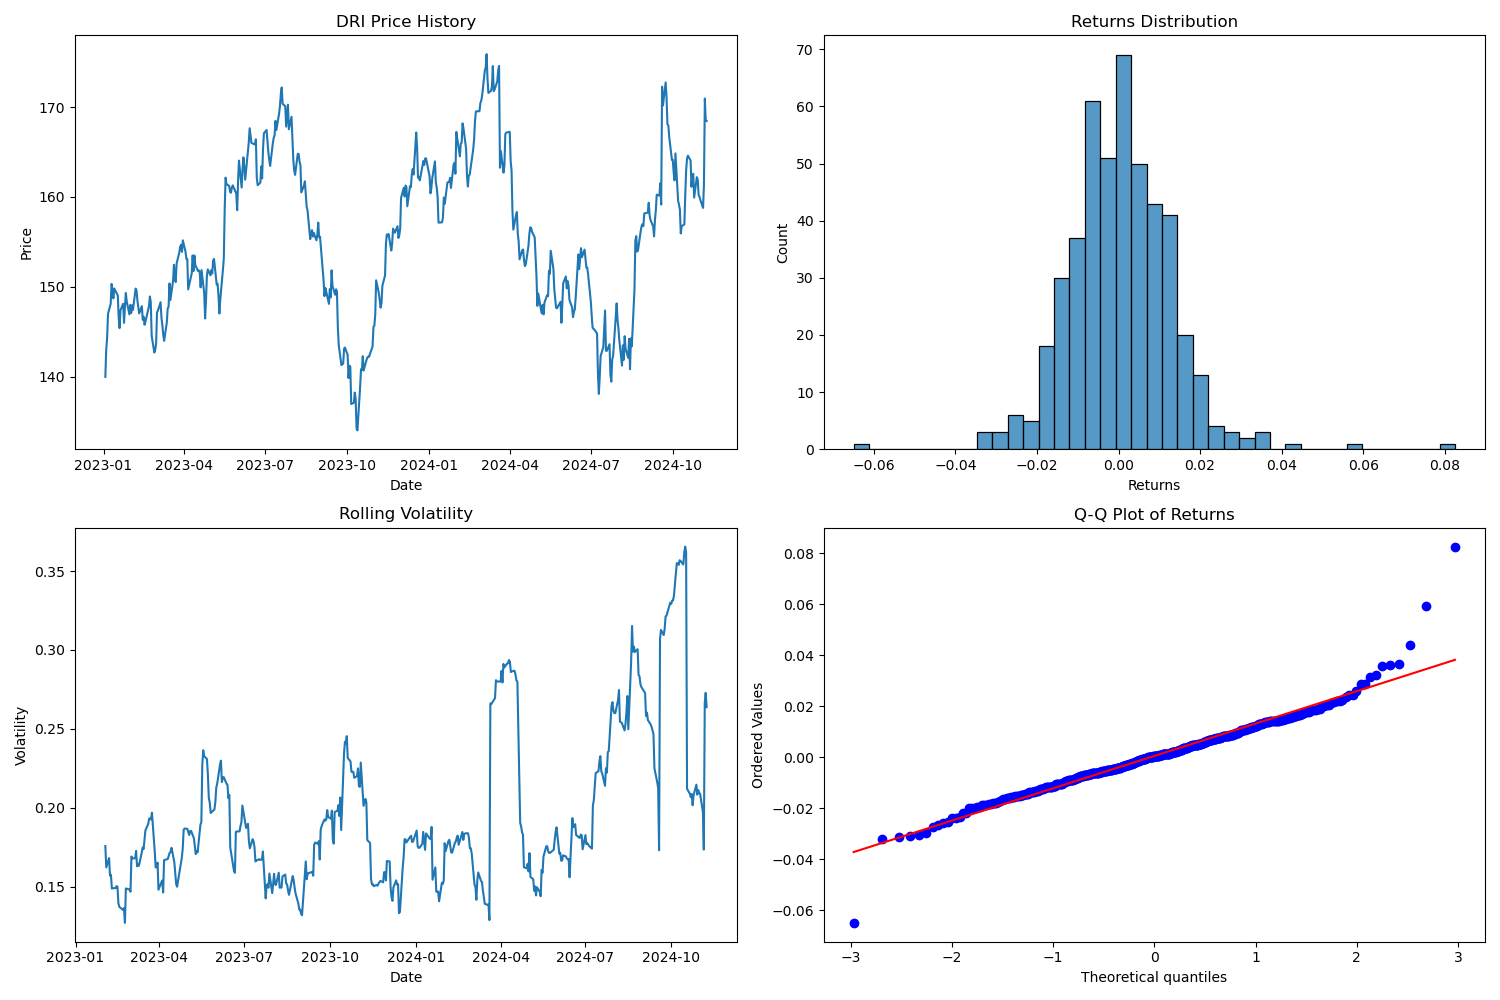 DRI Price History
Price
170
160
150
140
2023-01 2023-04 2023-07 2023-10 2024-01 2024-04 2024-07 2024-10
Date
Returns Distribution
Count
70
60
50
40
30
20
10
0
−0.06 −0.04 −0.02 0.00 0.02 0.04 0.06 0.08
Returns
Rolling Volatility
Volatility
0.35
0.30
0.25
0.20
0.15
2023-01 2023-04 2023-07 2023-10 2024-01 2024-04 2024-07 2024-10
Date
Q-Q Plot of Returns
Ordered Values
0.08
0.06
0.04
0.02
0.00
−0.02
−0.04
−0.06
−3 −2 −1 0 1 2 3
Theoretical quantiles